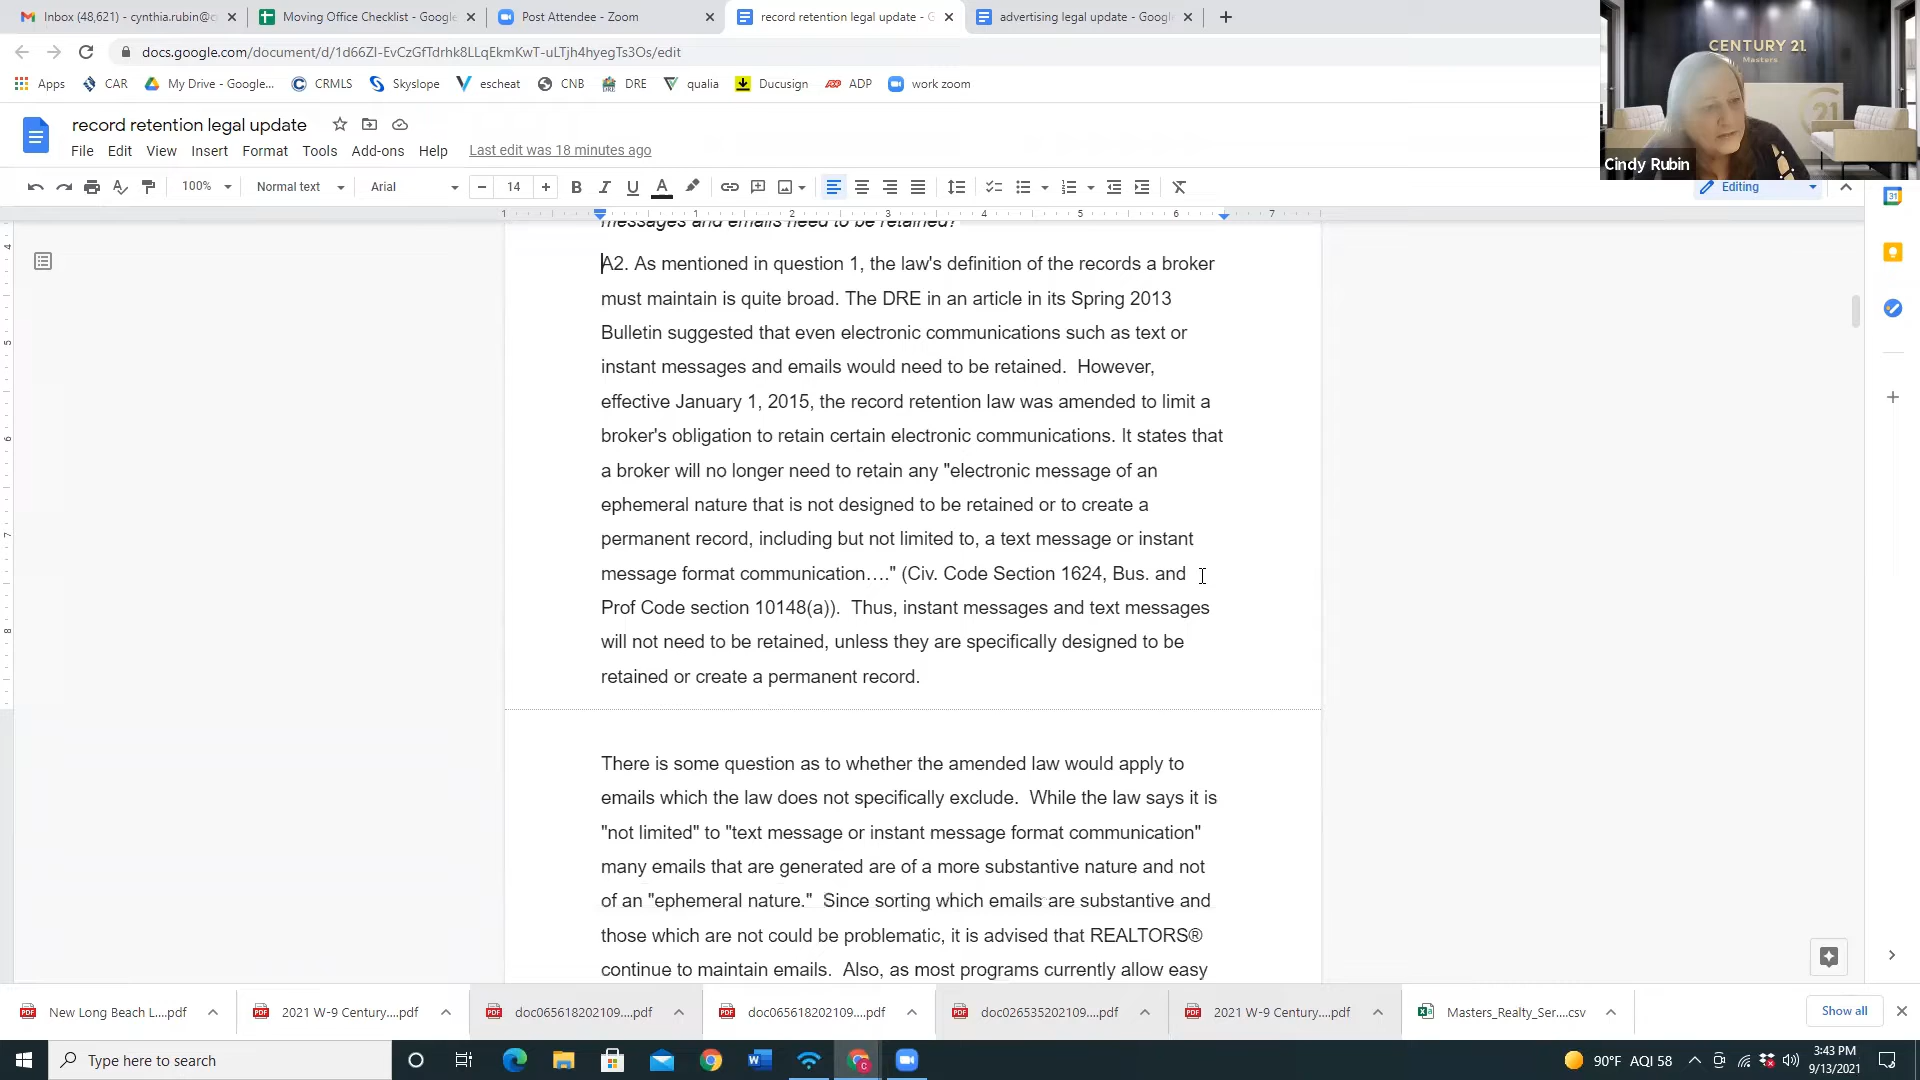 Inbox (48,621) - cynthia.rubin@c
Moving Office Checklist - Google
Post Attendee - Zoom
record retention legal update - G
advertising legal update - Googl
docs.google.com/document/d/1d66ZI-EvCzGfTdrhk8LLqEkmKwT-uLTjh4hyegTs3Os/edit
Apps
CAR
My Drive - Google...
CRMLS
Skyslope
escheat
CNB
DRE
qualia
Ducusign
ADP
work zoom
CENTURY 21.
Masters
21
Cindy Rubin
record retention legal update
File Edit View Insert Format Tools Add-ons Help Last edit was 18 minutes ago
100% Normal text Arial 14 Editing
1 1 2 3 4 5 6 7
messages and emails need to be retained?
A2. As mentioned in question 1, the law's definition of the records a broker
must maintain is quite broad. The DRE in an article in its Spring 2013
Bulletin suggested that even electronic communications such as text or
instant messages and emails would need to be retained.  However,
effective January 1, 2015, the record retention law was amended to limit a
broker's obligation to retain certain electronic communications. It states that
a broker will no longer need to retain any "electronic message of an
ephemeral nature that is not designed to be retained or to create a
permanent record, including but not limited to, a text message or instant
message format communication…." (Civ. Code Section 1624, Bus. and
Prof Code section 10148(a)).  Thus, instant messages and text messages
will not need to be retained, unless they are specifically designed to be
retained or create a permanent record.
There is some question as to whether the amended law would apply to
emails which the law does not specifically exclude.  While the law says it is
"not limited" to "text message or instant message format communication"
many emails that are generated are of a more substantive nature and not
of an "ephemeral nature."  Since sorting which emails are substantive and
those which are not could be problematic, it is advised that REALTORS®
continue to maintain emails.  Also, as most programs currently allow easy
New Long Beach L....pdf
2021 W-9 Century....pdf
doc065618202109....pdf
doc065618202109....pdf
doc026535202109....pdf
2021 W-9 Century....pdf
Masters_Realty_Ser....csv
Show all
Type here to search
90°F AQI 58
3:43 PM
9/13/2021